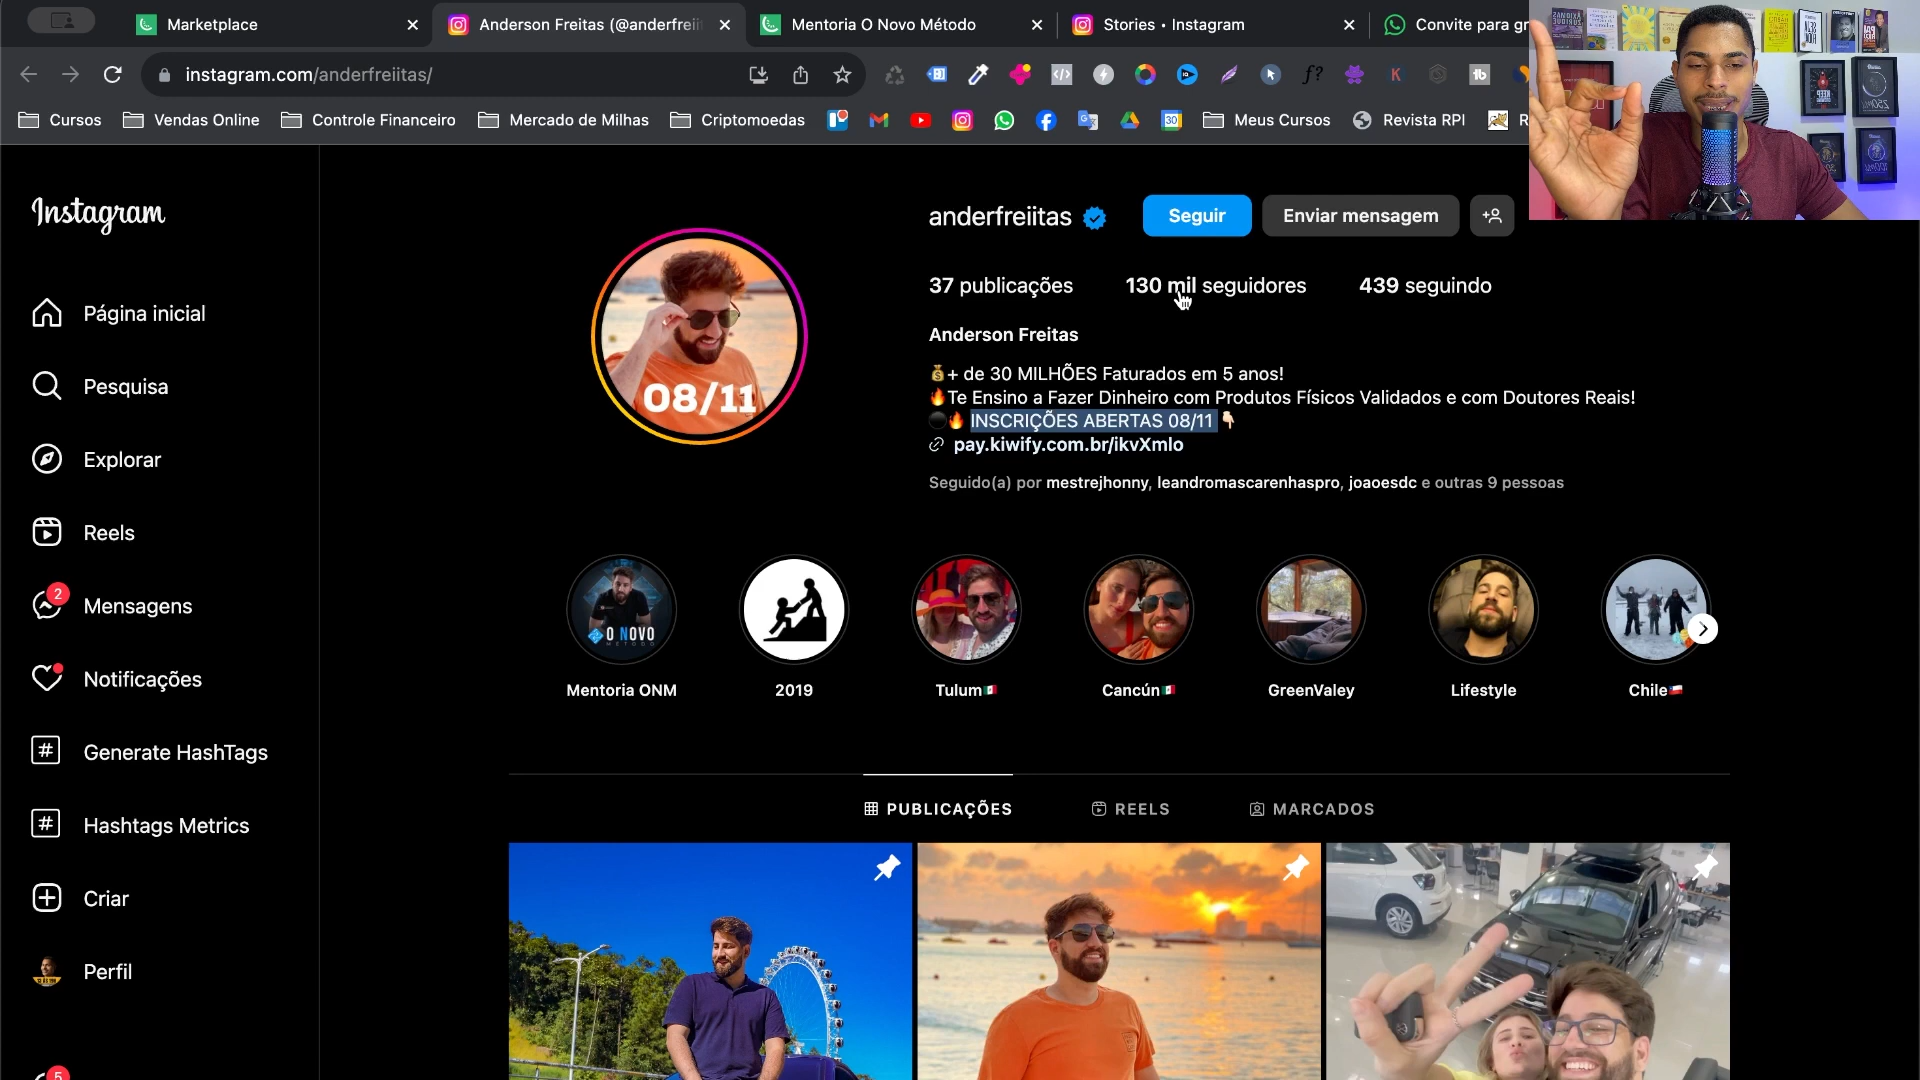 Marketplace
Anderson Freitas (@anderfreii
Mentoria O Novo Método
Stories • Instagram
Convite para gr
instagram.com/anderfreiitas/
Cursos
Vendas Online
Controle Financeiro
Mercado de Milhas
Criptomoedas
Meus Cursos
Revista RPI
R
Instagram
Página inicial
Pesquisa
Explorar
Reels
2
Mensagens
Notificações
Generate HashTags
Hashtags Metrics
Criar
Perfil
5
08/11
anderfreiitas
Seguir
Enviar mensagem
37 publicações
130 mil seguidores
439 seguindo
Anderson Freitas
💰+ de 30 MILHÕES Faturados em 5 anos!
🔥Te Ensino a Fazer Dinheiro com Produtos Físicos Validados e com Doutores Reais!
⚫🔥 INSCRIÇÕES ABERTAS 08/11 👇🏻
pay.kiwify.com.br/ikvXmlo
Seguido(a) por mestrejhonny, leandromascarenhaspro, joaoesdc e outras 9 pessoas
O NOVO
MÉTODO
Mentoria ONM
2019
Tulum🇲🇽
Cancún🇲🇽
GreenValey
Lifestyle
Chile🇨🇱
PUBLICAÇÕES
REELS
MARCADOS